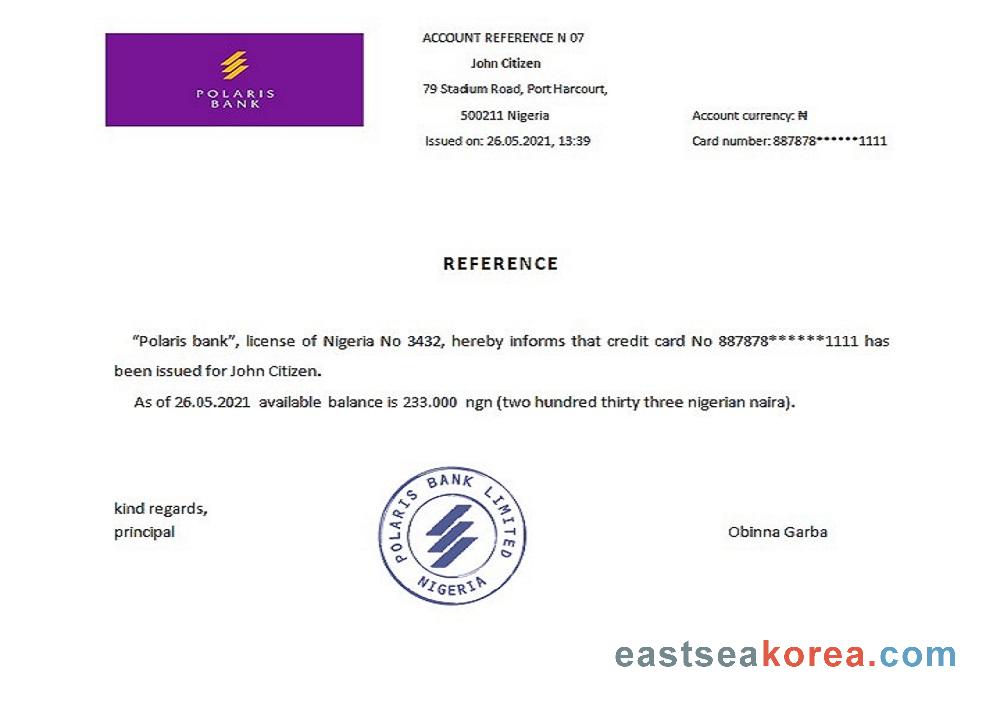 POLARIS
BANK
ACCOUNT REFERENCE N 07
John Citizen
79 Stadium Road, Port Harcourt,
500211 Nigeria
Issued on: 26.05.2021, 13:39
Account currency: ₦
Card number: 887878******1111
REFERENCE
“Polaris bank”, license of Nigeria No 3432, hereby informs that credit card No 887878******1111 has
been issued for John Citizen.
As of 26.05.2021 available balance is 233.000 ngn (two hundred thirty three nigerian naira).
kind regards,
principal
POLARIS BANK LIMITED
NIGERIA
Obinna Garba
eastseakorea.com